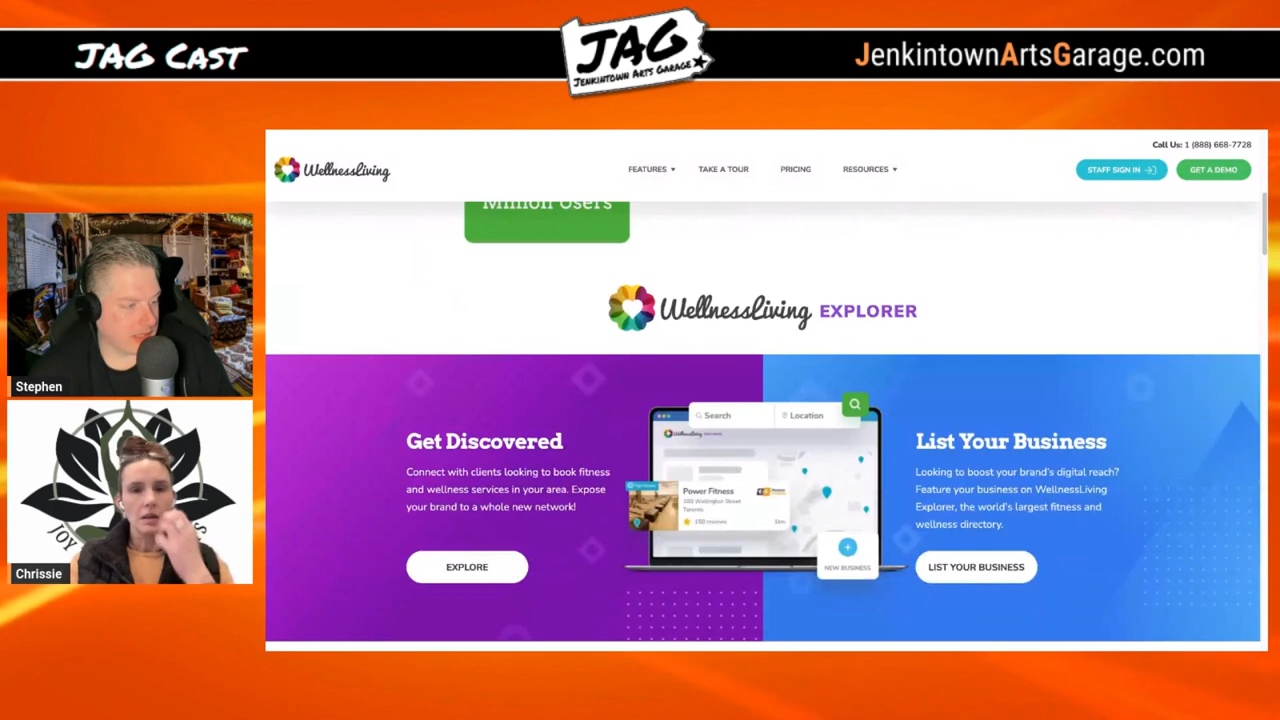 JAG CAST
JAG
JENKINTOWN ARTS GARAGE
JenkintownArtsGarage.com
Call Us: 1 (888) 668-7728
WellnessLiving
FEATURES
TAKE A TOUR
PRICING
RESOURCES
STAFF SIGN IN
GET A DEMO
Million Users
WellnessLiving EXPLORER
Get Discovered
Connect with clients looking to book fitness
and wellness services in your area. Expose
your brand to a whole new network!
EXPLORE
Search
Location
Power Fitness
Toronto
NEW BUSINESS
List Your Business
Looking to boost your brand's digital reach?
Feature your business on WellnessLiving
Explorer, the world's largest fitness and
wellness directory.
LIST YOUR BUSINESS
Stephen
JOY
Chrissie